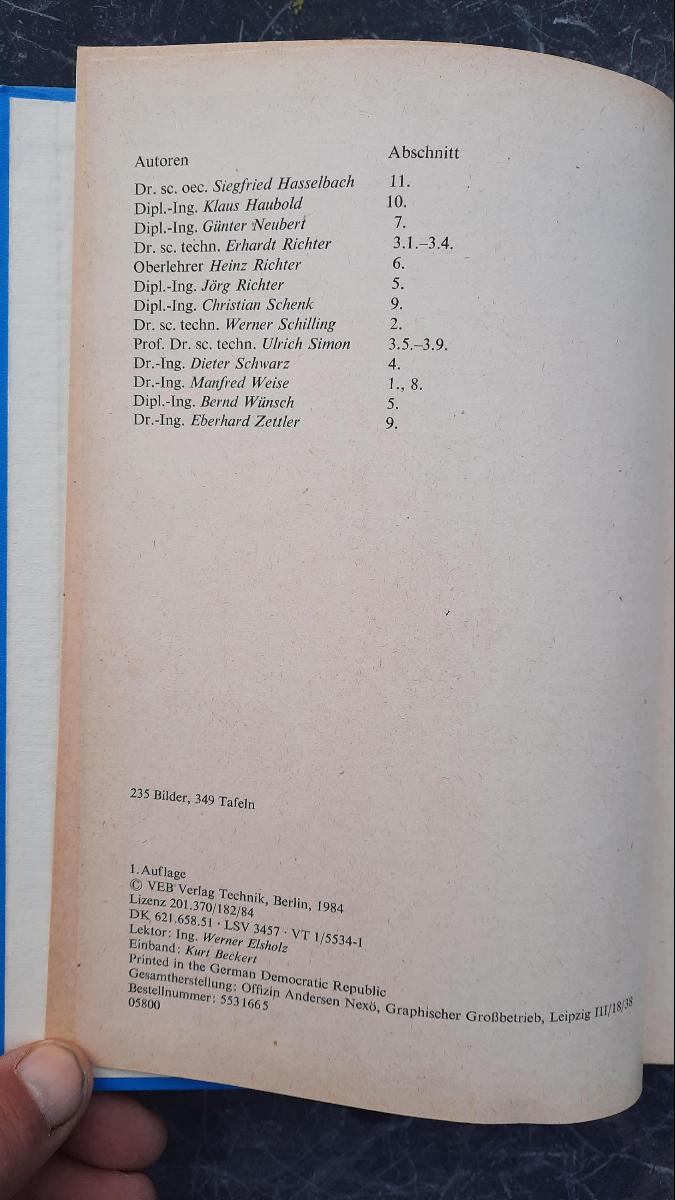 Autoren Abschnitt
Dr. sc. oec. Siegfried Hasselbach 11.
Dipl.-Ing. Klaus Haubold 10.
Dipl.-Ing. Günter Neubert 7.
Dr. sc. techn. Erhardt Richter 3.1.–3.4.
Oberlehrer Heinz Richter 6.
Dipl.-Ing. Jörg Richter 5.
Dipl.-Ing. Christian Schenk 9.
Dr. sc. techn. Werner Schilling 2.
Prof. Dr. sc. techn. Ulrich Simon 3.5.–3.9.
Dr.-Ing. Dieter Schwarz 4.
Dr.-Ing. Manfred Weise 1., 8.
Dipl.-Ing. Bernd Wünsch 5.
Dr.-Ing. Eberhard Zettler 9.
235 Bilder, 349 Tafeln
1. Auflage
© VEB Verlag Technik, Berlin, 1984
Lizenz 201.370/182/84
DK 621.658.51 · LSV 3457 · VT 1/5534-1
Lektor: Ing. Werner Elsholz
Einband: Kurt Beckert
Printed in the German Democratic Republic
Gesamtherstellung: Offizin Andersen Nexö, Graphischer Großbetrieb, Leipzig III/18/38
Bestellnummer: 5531665
05800